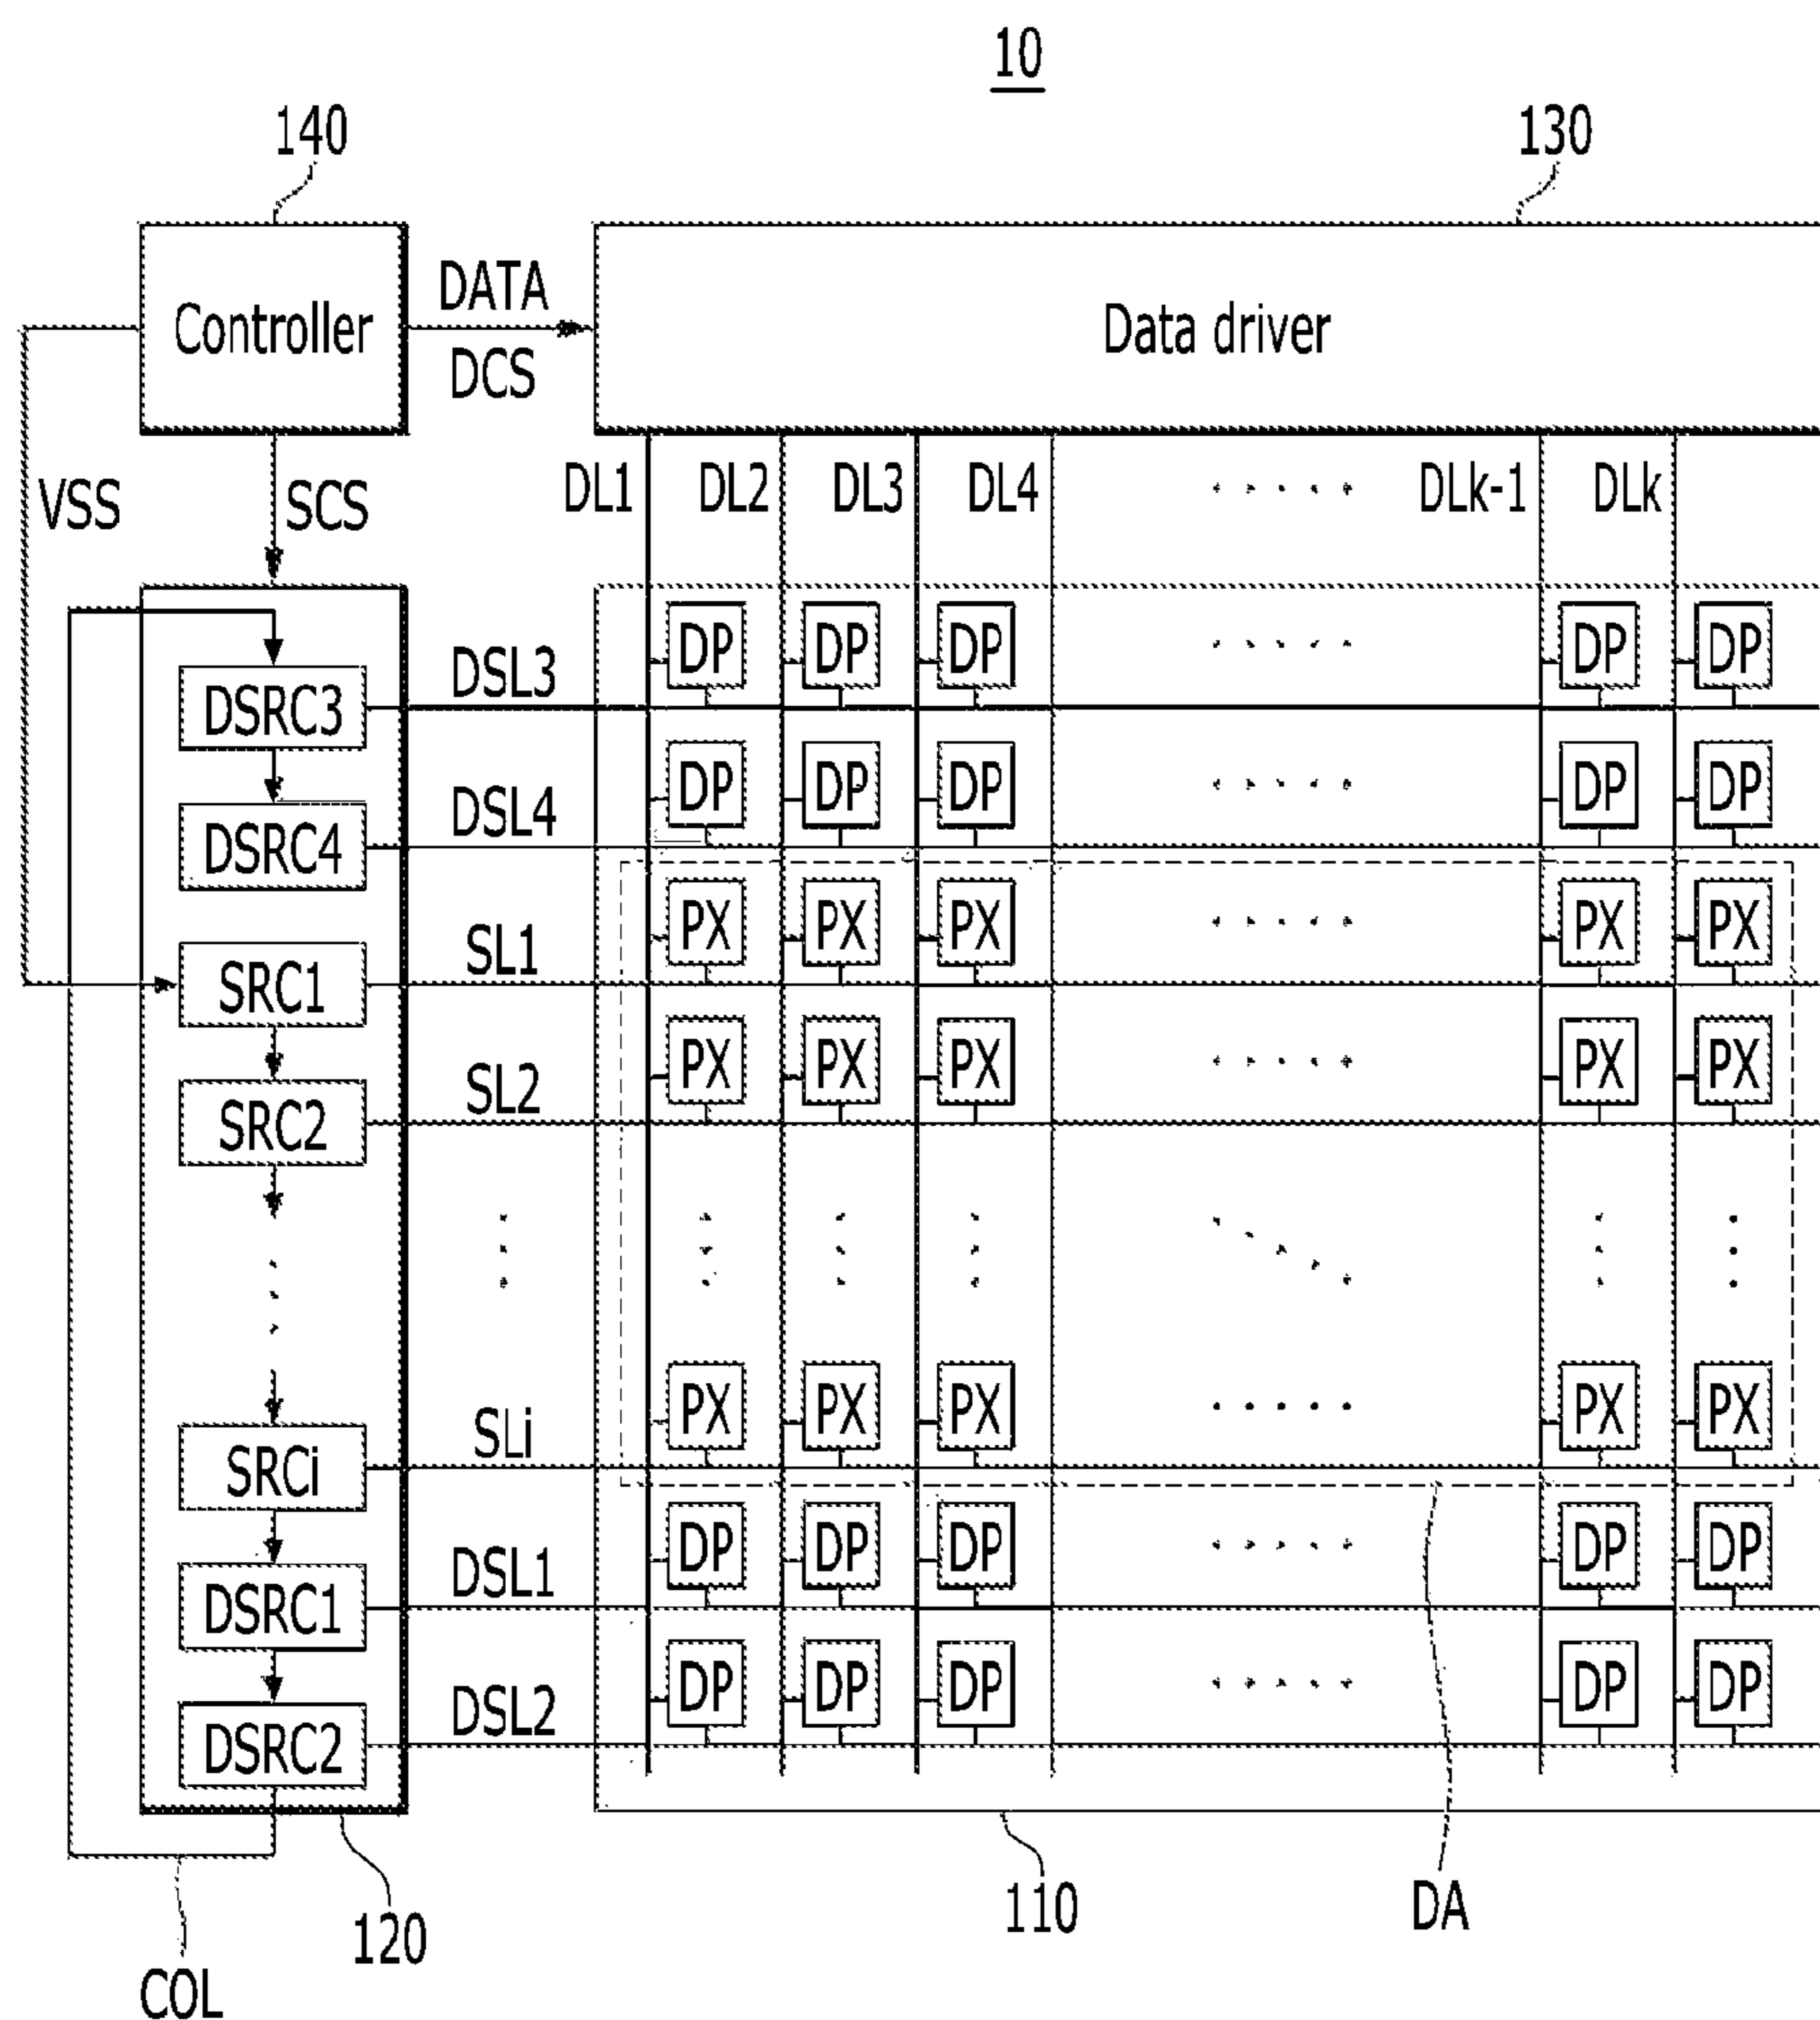 10
140
130
Controller
DATA
DCS
Data driver
VSS
SCS
DL1 DL2 DL3 DL4 DLk-1 DLk
DSRC3 DSL3 DP DP DP DP DP
DSRC4 DSL4 DP DP DP DP DP
SRC1 SL1 PX PX PX PX PX
SRC2 SL2 PX PX PX PX PX
SRCi SLi PX PX PX PX PX
DSRC1 DSL1 DP DP DP DP DP
DSRC2 DSL2 DP DP DP DP DP
120
110
DA
COL